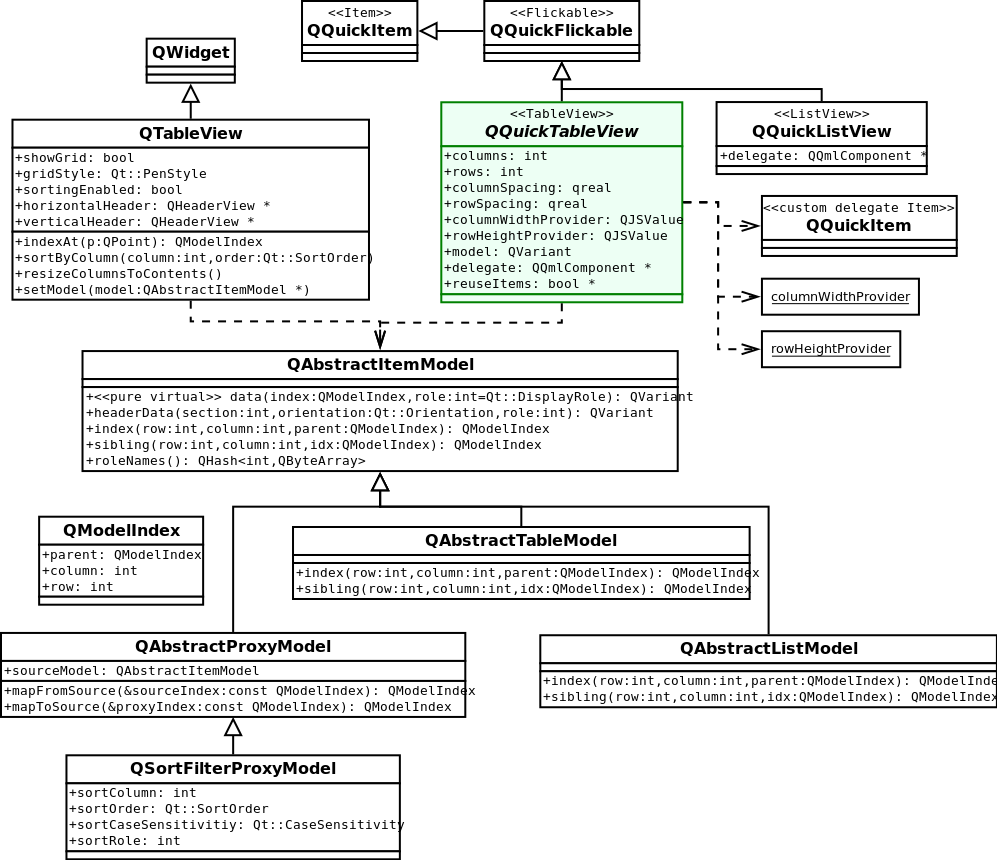 <<Item>>
QQuickItem
<<Flickable>>
QQuickFlickable
QWidget
QTableView
+showGrid: bool
+gridStyle: Qt::PenStyle
+sortingEnabled: bool
+horizontalHeader: QHeaderView *
+verticalHeader: QHeaderView *
+indexAt(p:QPoint): QModelIndex
+sortByColumn(column:int,order:Qt::SortOrder)
+resizeColumnsToContents()
+setModel(model:QAbstractItemModel *)
<<TableView>>
QQuickTableView
+columns: int
+rows: int
+columnSpacing: qreal
+rowSpacing: qreal
+columnWidthProvider: QJSValue
+rowHeightProvider: QJSValue
+model: QVariant
+delegate: QQmlComponent *
+reuseItems: bool *
<<ListView>>
QQuickListView
+delegate: QQmlComponent *
<<custom delegate Item>>
QQuickItem
columnWidthProvider
rowHeightProvider
QAbstractItemModel
+<<pure virtual>> data(index:QModelIndex,role:int=Qt::DisplayRole): QVariant
+headerData(section:int,orientation:Qt::Orientation,role:int): QVariant
+index(row:int,column:int,parent:QModelIndex): QModelIndex
+sibling(row:int,column:int,idx:QModelIndex): QModelIndex
+roleNames(): QHash<int,QByteArray>
QModelIndex
+parent: QModelIndex
+column: int
+row: int
QAbstractTableModel
+index(row:int,column:int,parent:QModelIndex): QModelIndex
+sibling(row:int,column:int,idx:QModelIndex): QModelIndex
QAbstractProxyModel
+sourceModel: QAbstractItemModel
+mapFromSource(&sourceIndex:const QModelIndex): QModelIndex
+mapToSource(&proxyIndex:const QModelIndex): QModelIndex
QAbstractListModel
+index(row:int,column:int,parent:QModelIndex): QModelInde
+sibling(row:int,column:int,idx:QModelIndex): QModelIndex
QSortFilterProxyModel
+sortColumn: int
+sortOrder: Qt::SortOrder
+sortCaseSensitivitiy: Qt::CaseSensitivity
+sortRole: int